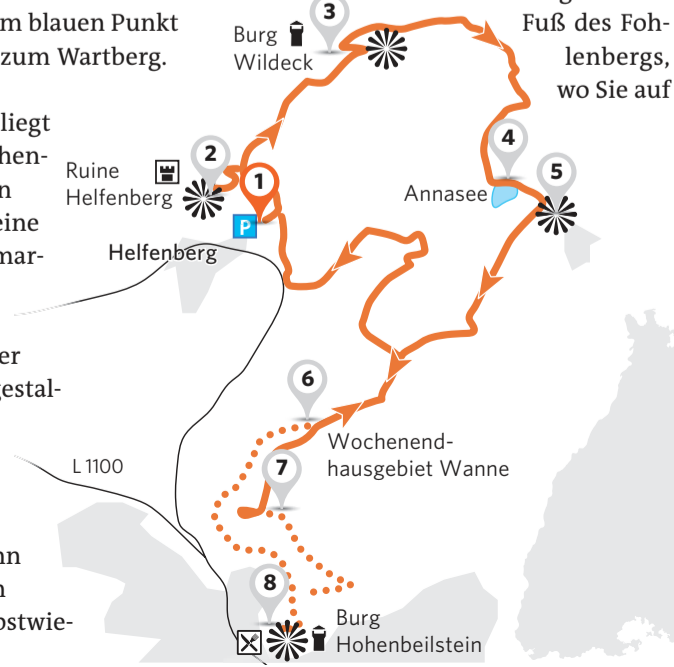 m blauen Punkt
zum Wartberg.
liegt
hen-
n
eine
mar-
er
gestal-
nn
n
ostwie-
Fuß des Foh-
lenbergs,
wo Sie auf
3
Burg
Wildeck
2
Ruine
Helfenberg
1
P
Helfenberg
4
Annasee
5
6
Wochenend-
hausgebiet Wanne
7
L 1100
8
Burg
Hohenbeilstein